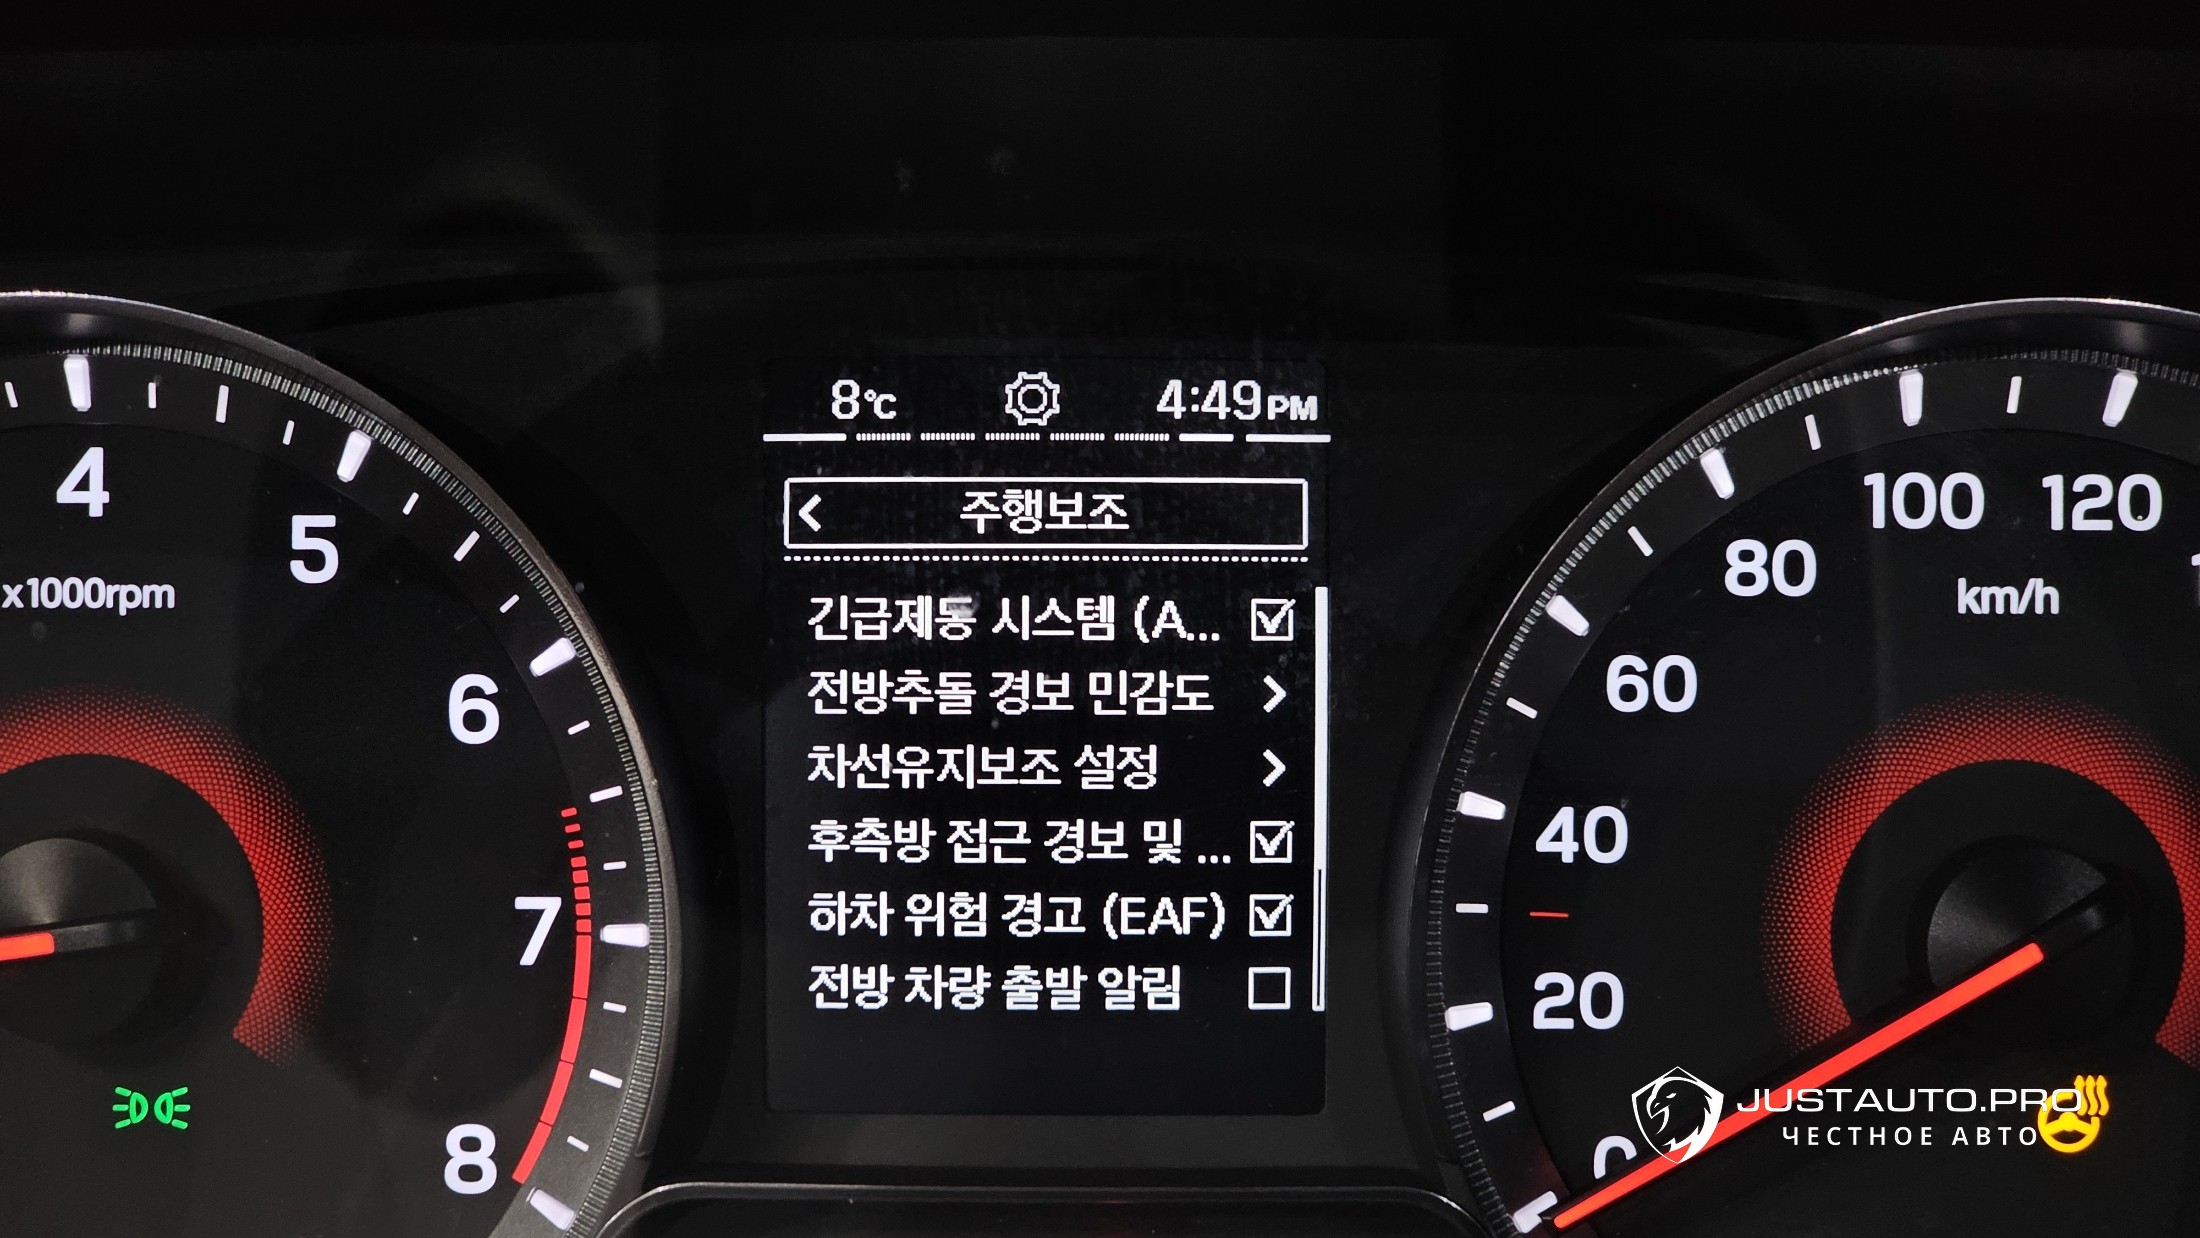 8℃ 4:49PM
주행보조
긴급제동 시스템 (A...
전방추돌 경보 민감도
차선유지보조 설정
후측방 접근 경보 및 ...
하차 위험 경고 (EAF)
전방 차량 출발 알림
4
5
x1000rpm
6
7
8
100 120
80
km/h
60
40
20
0
JUSTAUTO.PRO
ЧЕСТНОЕ АВТО